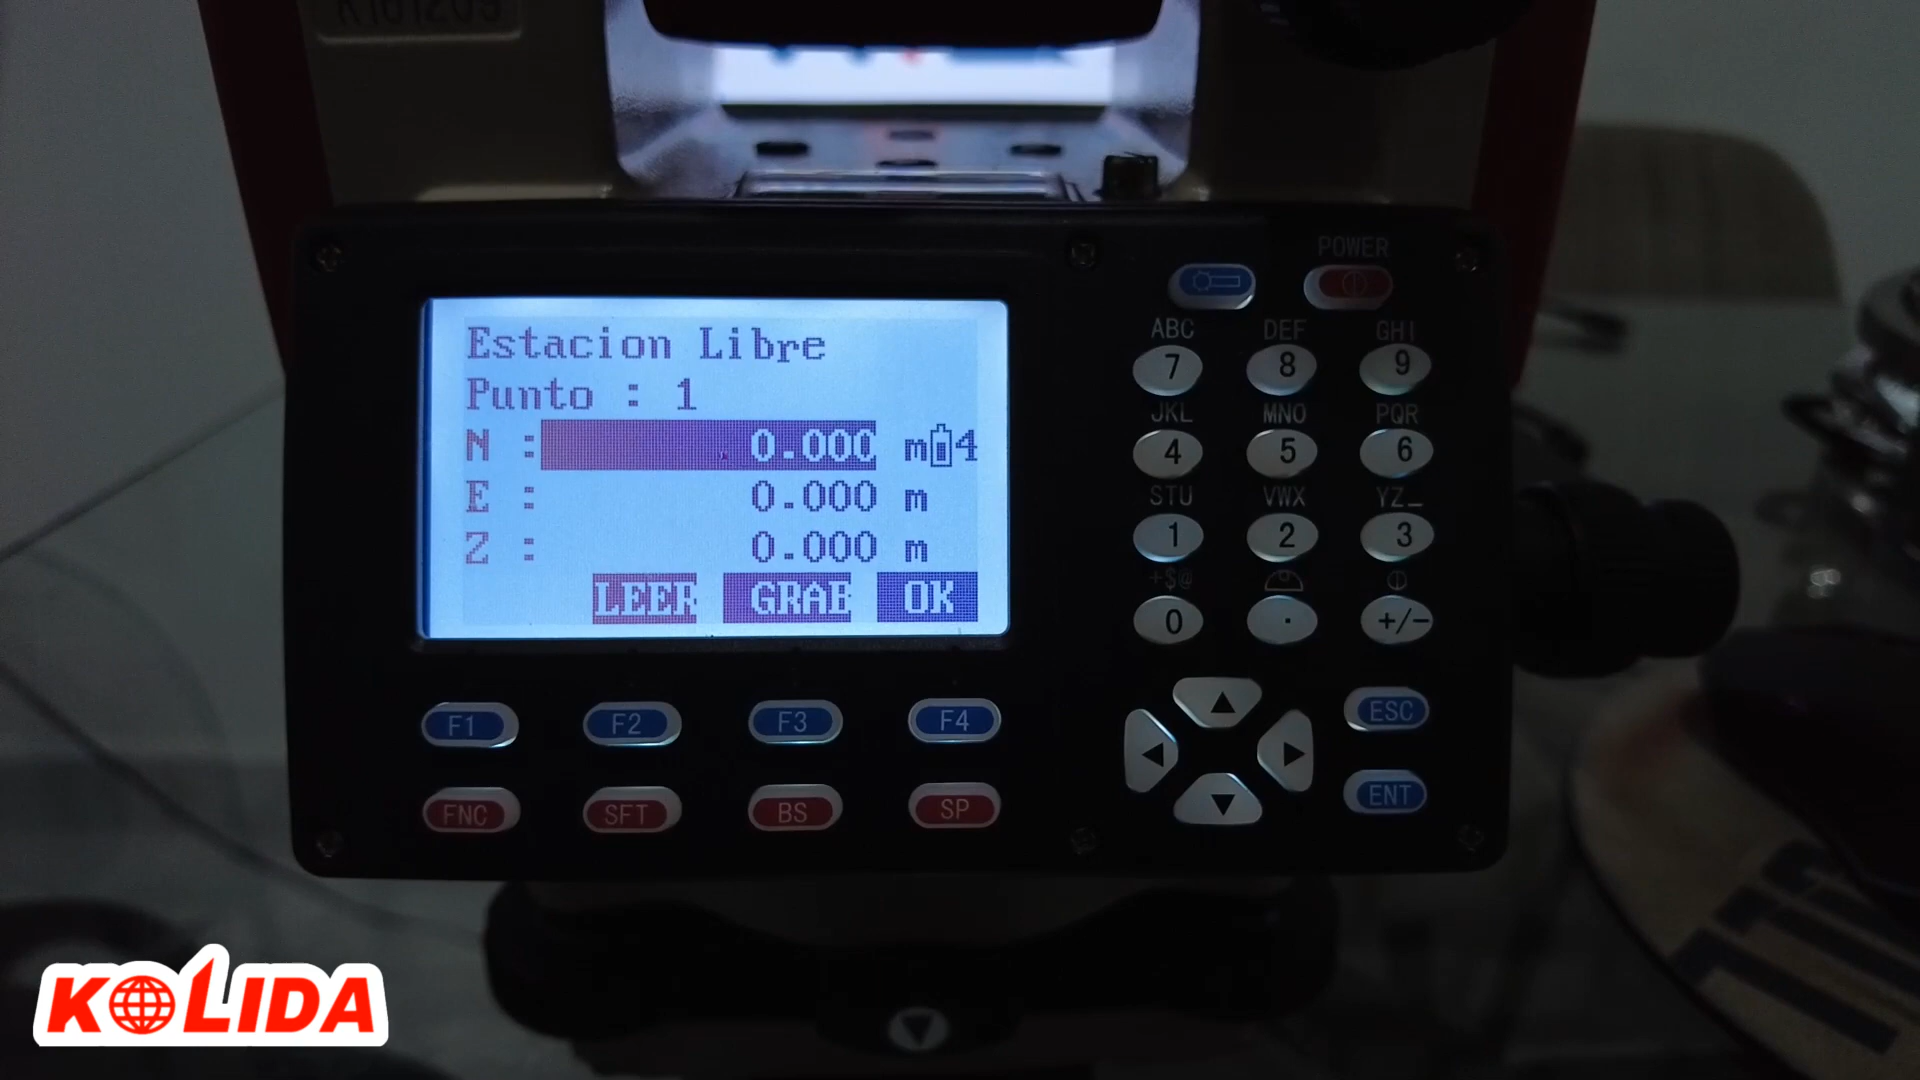 K161209
POWER
Estacion Libre
Punto : 1
N : 0.000 m 4
E : 0.000 m
Z : 0.000 m
LEER GRAB OK
ABC DEF GHI
7 8 9
JKL MNO PQR
4 5 6
STU VWX YZ_
1 2 3
+$@
0 . +/-
F1 F2 F3 F4
ESC
FNC SFT BS SP
ENT
KOLIDA